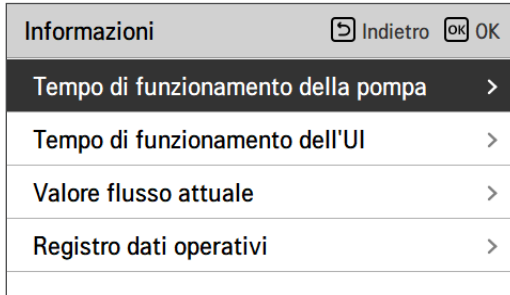 Informazioni Indietro OK OK
Tempo di funzionamento della pompa
Tempo di funzionamento dell'UI
Valore flusso attuale
Registro dati operativi